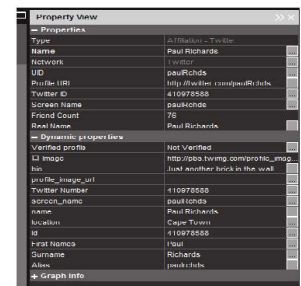 Property View
Properties
Type Affiliation - Twitter
Name Paul Richards
Network Twitter
UID paulRchds
Profile URL http://twitter.com/paulRchds
Twitter ID 410978588
Screen Name paulRchds
Friend Count 76
Real Name Paul Richards
Dynamic properties
Verified profile Not Verified
Image http://pbs.twimg.com/profile_imag...
bio Just another brick in the wall
profile_image_url
Twitter Number 410978588
screen_name paulrchds
name Paul Richards
location Cape Town
id 410978588
First Names Paul
Surname Richards
Alias paulrchds
Graph info